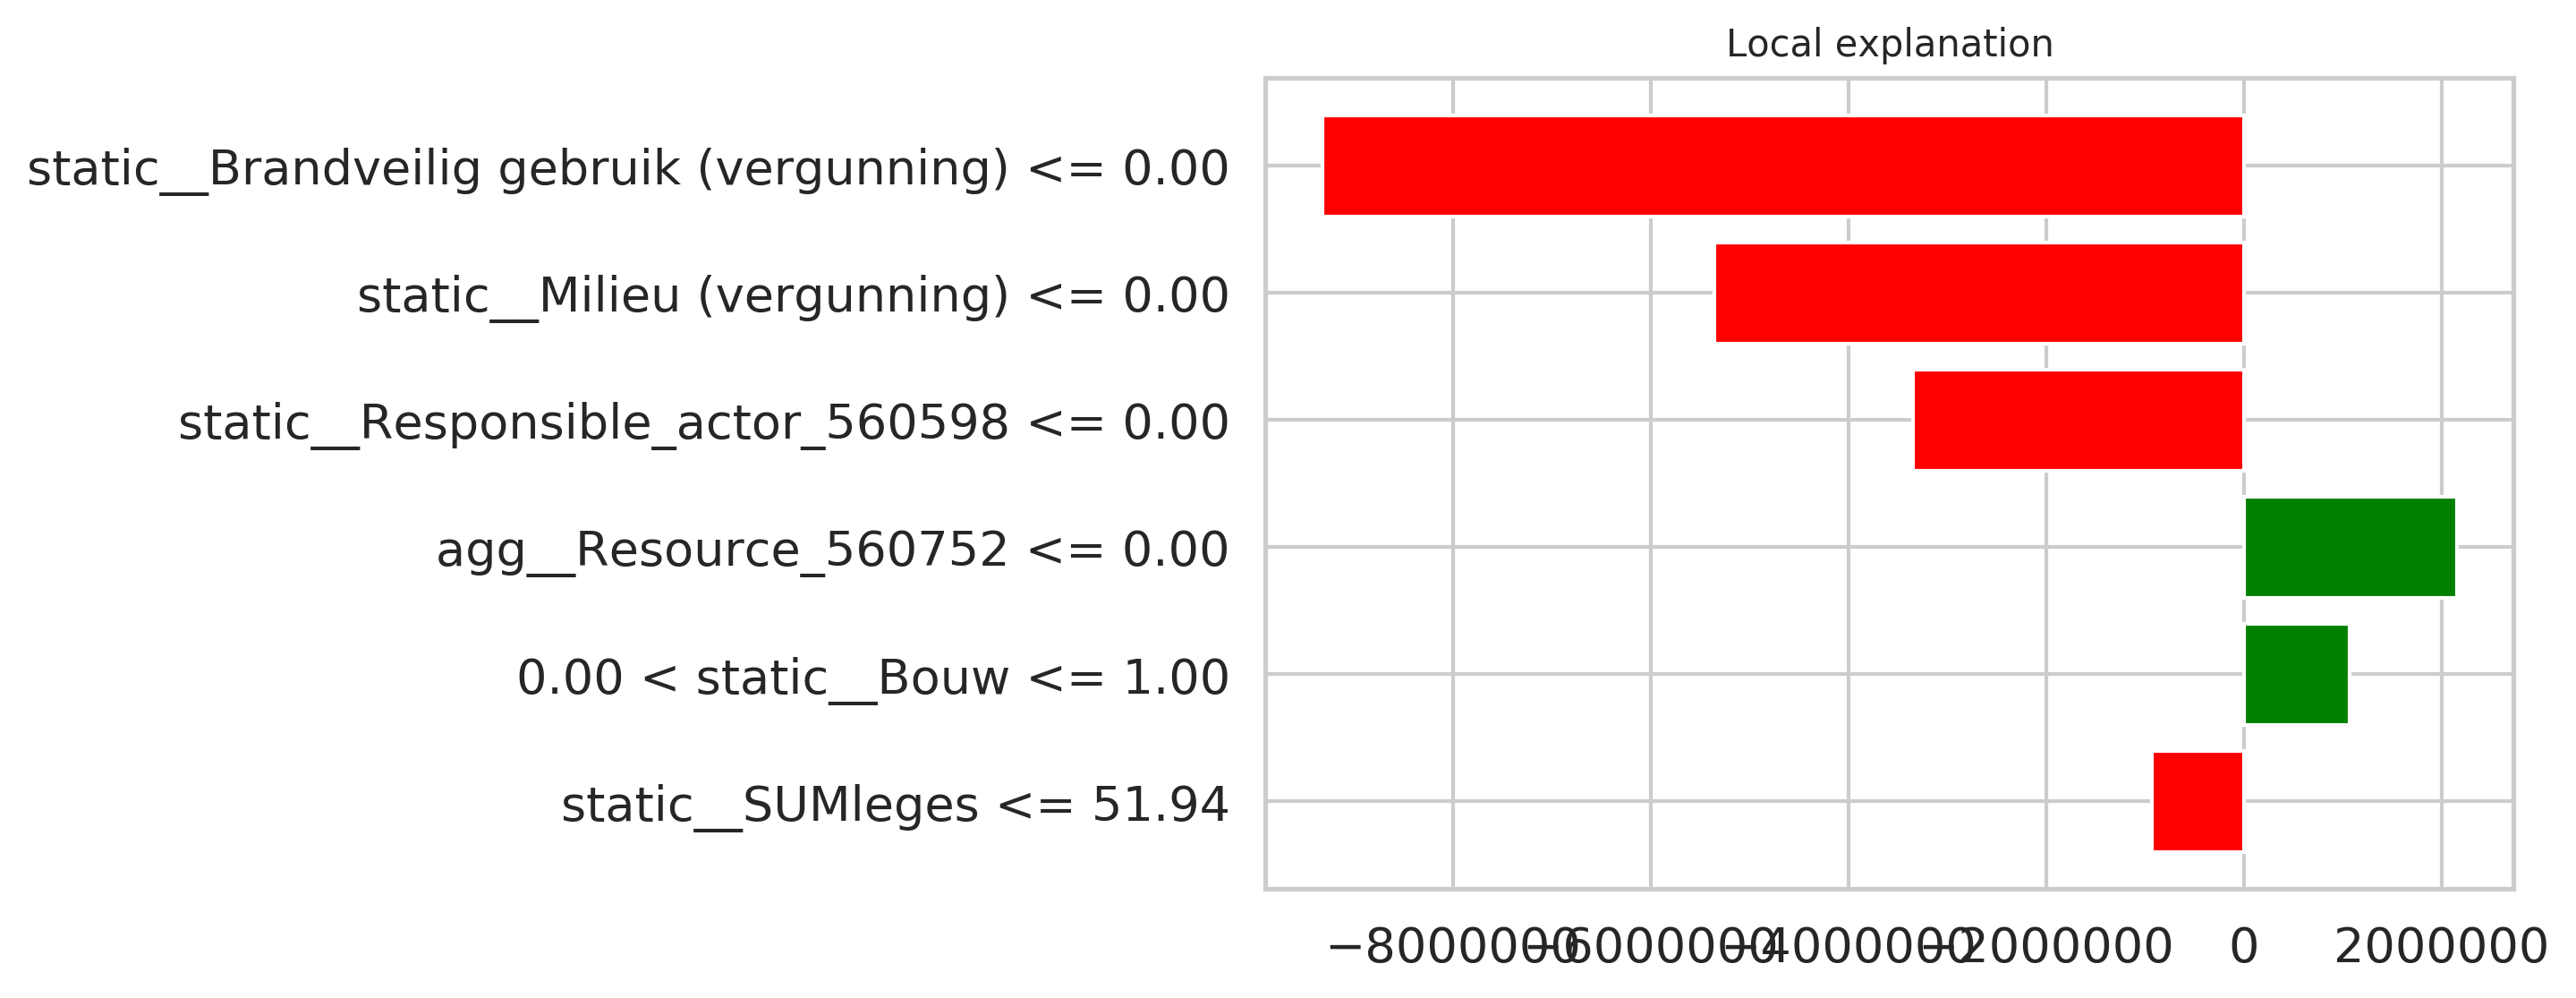 Local explanation
static__Brandveilig gebruik (vergunning) <= 0.00
static__Milieu (vergunning) <= 0.00
static__Responsible_actor_560598 <= 0.00
agg__Resource_560752 <= 0.00
0.00 < static__Bouw <= 1.00
static__SUMleges <= 51.94
−8000000 −6000000 −4000000 −2000000 0 2000000